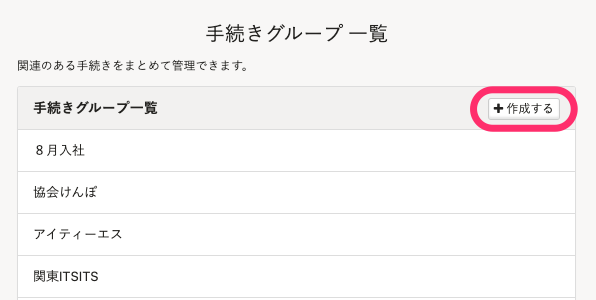 手続きグループ 一覧
関連のある手続きをまとめて管理できます。
手続きグループ一覧
+作成する
８月入社
協会けんぽ
アイティーエス
関東ITSITS